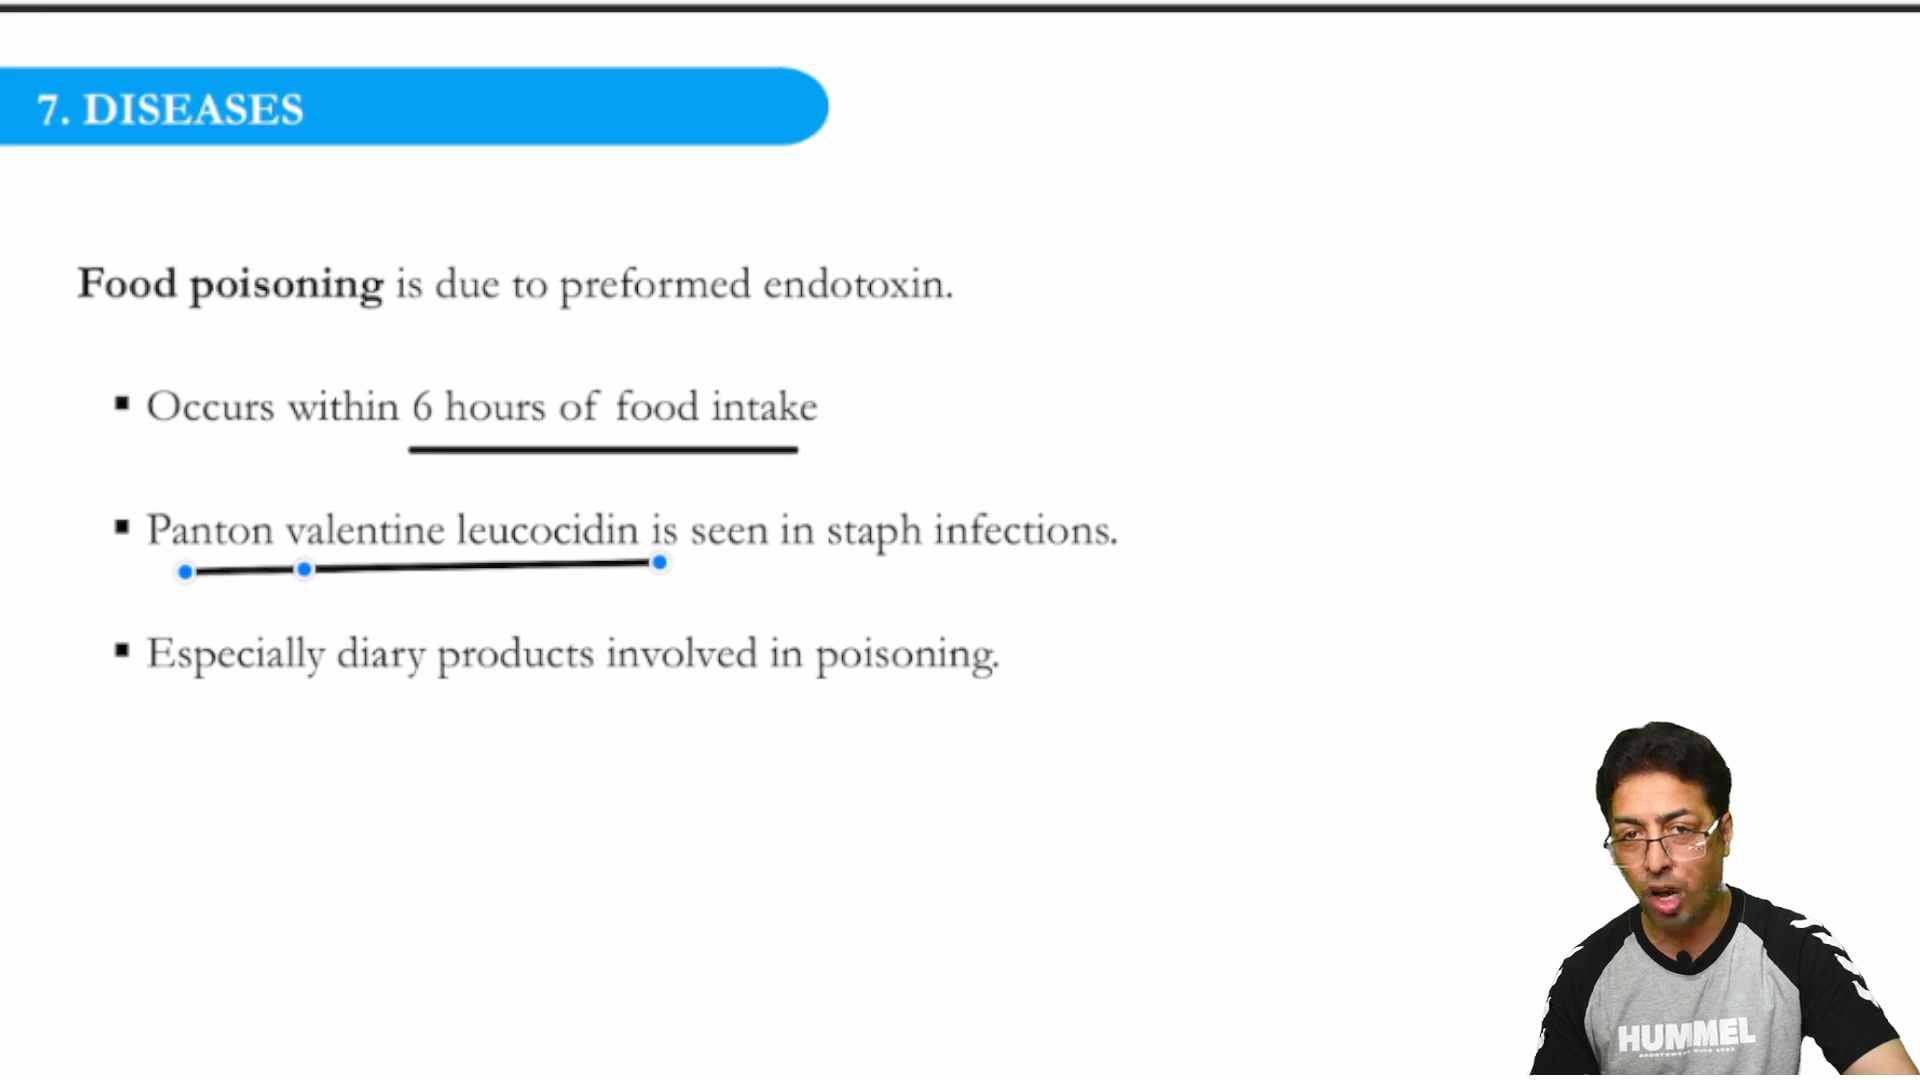 7. DISEASES
Food poisoning is due to preformed endotoxin.
▪ Occurs within 6 hours of food intake
▪ Panton valentine leucocidin is seen in staph infections.
▪ Especially diary products involved in poisoning.
HUMMEL